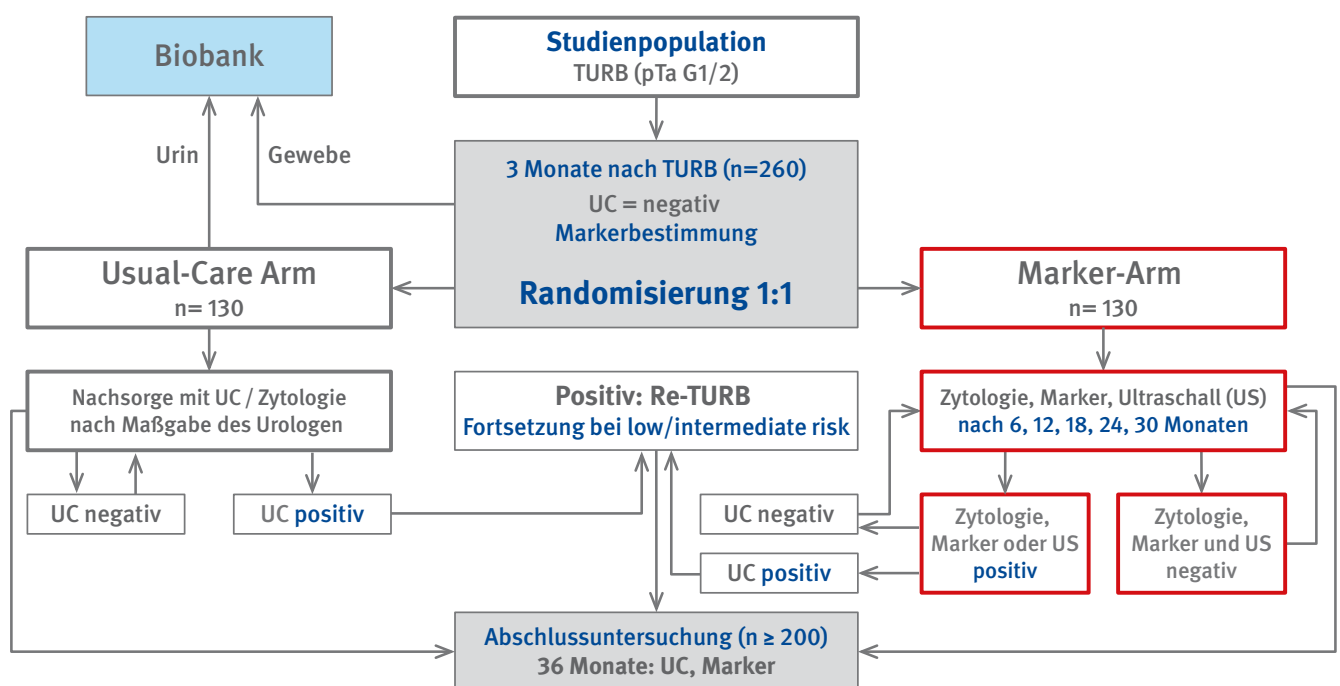 Biobank
Studienpopulation
TURB (pTa G1/2)
Urin
Gewebe
3 Monate nach TURB (n=260)
UC = negativ
Markerbestimmung
Randomisierung 1:1
Usual-Care Arm
n= 130
Marker-Arm
n= 130
Nachsorge mit UC / Zytologie
nach Maßgabe des Urologen
Positiv: Re-TURB
Fortsetzung bei low/intermediate risk
Zytologie, Marker, Ultraschall (US)
nach 6, 12, 18, 24, 30 Monaten
UC negativ
UC positiv
UC negativ
UC positiv
Zytologie,
Marker oder US
positiv
Zytologie,
Marker und US
negativ
Abschlussuntersuchung (n ≥ 200)
36 Monate: UC, Marker